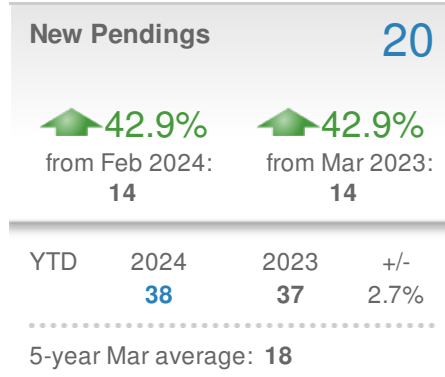 New Pendings 20
42.9% 42.9%
from Feb 2024: from Mar 2023:
14 14
YTD 2024 2023 +/-
38 37 2.7%
5-year Mar average: 18